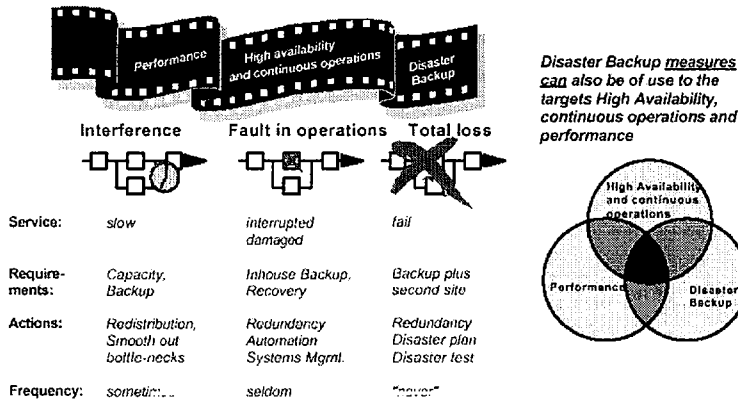 Performance
High availability
and continuous operations
Disaster
Backup
Disaster Backup measures
can also be of use to the
targets High Availability,
continuous operations and
performance
Interference
Fault in operations
Total loss
Service:
slow
interrupted
damaged
fail
Require-
ments:
Capacity,
Backup
Inhouse Backup,
Recovery
Backup plus
second site
Actions:
Redistribution,
Smooth out
bottle-necks
Redundancy
Automation
Systems Mgmt.
Redundancy
Disaster plan
Disaster test
Frequency:
sometimes
seldom
"never"
High Availability
and continuous
operations
Performance
Disaster
Backup